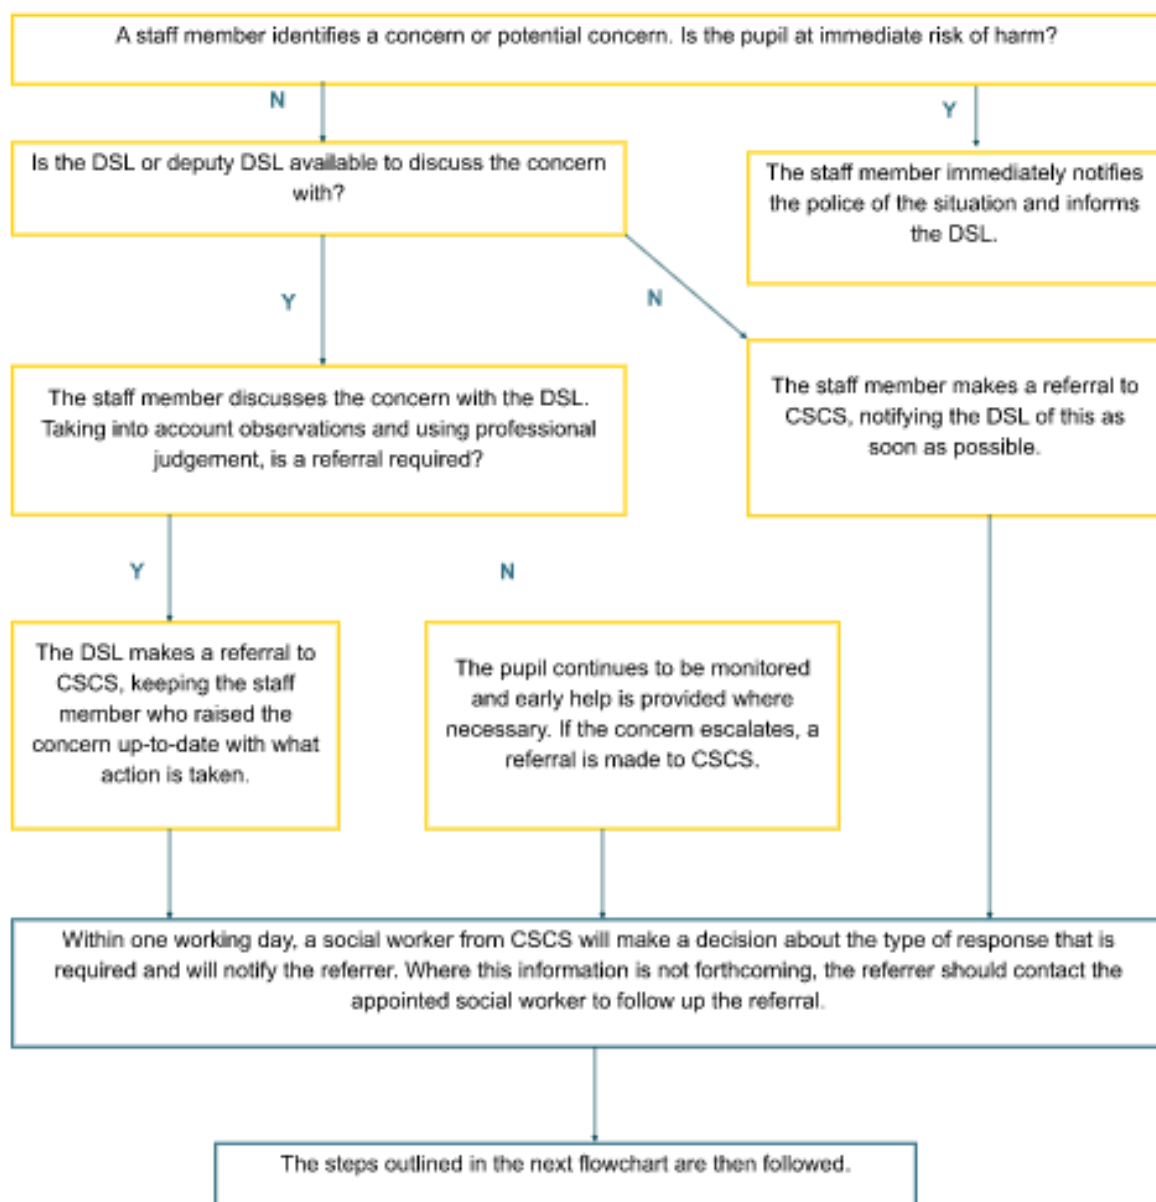 A staff member identifies a concern or potential concern. Is the pupil at immediate risk of harm?
N
Y
Is the DSL or deputy DSL available to discuss the concern
with?
The staff member immediately notifies
the police of the situation and informs
the DSL.
Y
N
The staff member discusses the concern with the DSL.
Taking into account observations and using professional
judgement, is a referral required?
The staff member makes a referral to
CSCS, notifying the DSL of this as
soon as possible.
Y
N
The DSL makes a referral to
CSCS, keeping the staff
member who raised the
concern up-to-date with what
action is taken.
The pupil continues to be monitored
and early help is provided where
necessary. If the concern escalates, a
referral is made to CSCS.
Within one working day, a social worker from CSCS will make a decision about the type of response that is
required and will notify the referrer. Where this information is not forthcoming, the referrer should contact the
appointed social worker to follow up the referral.
The steps outlined in the next flowchart are then followed.